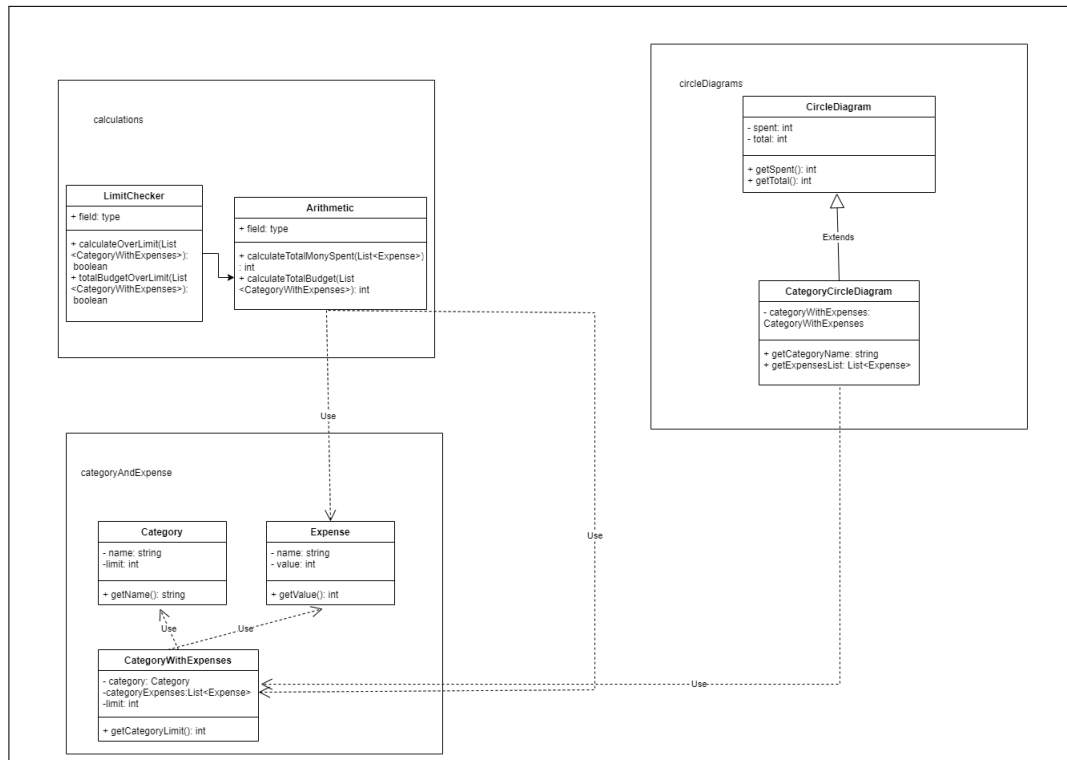 calculations
LimitChecker
+ field: type
+ calculateOverLimit(List
<CategoryWithExpenses>):
boolean
+ totalBudgetOverLimit(List
<CategoryWithExpenses>):
boolean
Arithmetic
+ field: type
+ calculateTotalMonySpent(List<Expense>)
: int
+ calculateTotalBudget(List
<CategoryWithExpenses>): int
circleDiagrams
CircleDiagram
- spent: int
- total: int
+ getSpent(): int
+ getTotal(): int
Extends
CategoryCircleDiagram
- categoryWithExpenses:
CategoryWithExpenses
+ getCategoryName: string
+ getExpensesList: List<Expense>
Use
categoryAndExpense
Category
- name: string
-limit: int
+ getName(): string
Expense
- name: string
- value: int
+ getValue(): int
Use
Use
Use
Use
CategoryWithExpenses
- category: Category
-categoryExpenses:List<Expense>
-limit: int
+ getCategoryLimit(): int